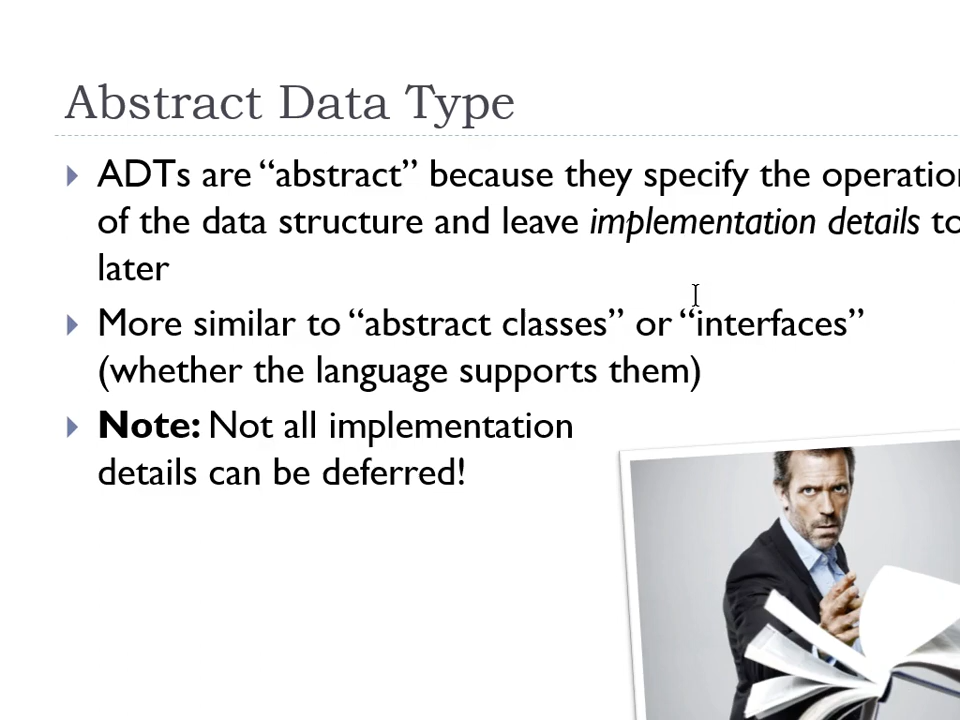 Abstract Data Type
ADTs are “abstract” because they specify the
of the data structure and leave implementation details to
later
More similar to “abstract classes” or “interfaces”
(whether the language supports them)
Note: Not all implementation
details can be deferred!